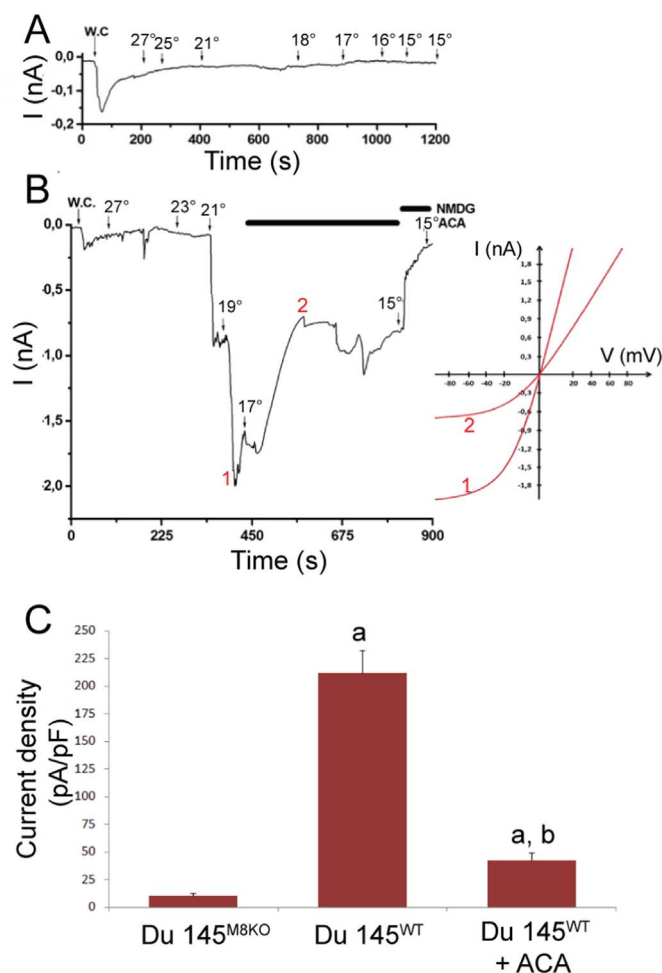 A
W.C
27° 25° 21° 18° 17° 16° 15° 15°
I (nA)
0,0
-0,1
-0,2
0 200 400 600 800 1000 1200
Time (s)
B
W.C. 27° 23° 21°
NMDG
15° ACA
19°
17°
15°
1
2
I (nA)
0,0
-0,5
-1,0
-1,5
-2,0
0 225 450 675 900
Time (s)
I (nA)
1,8
1,5
1,2
0,9
0,6
0,3
V (mV)
-80 -60 -40 -20 20 40 60 80
-0,3
-0,6
-0,9
-1,2
-1,5
-1,8
2
1
C
Current density
(pA/pF)
250
225
200
175
150
125
100
75
50
25
0
a
a, b
Du 145M8KO Du 145WT Du 145WT
+ ACA